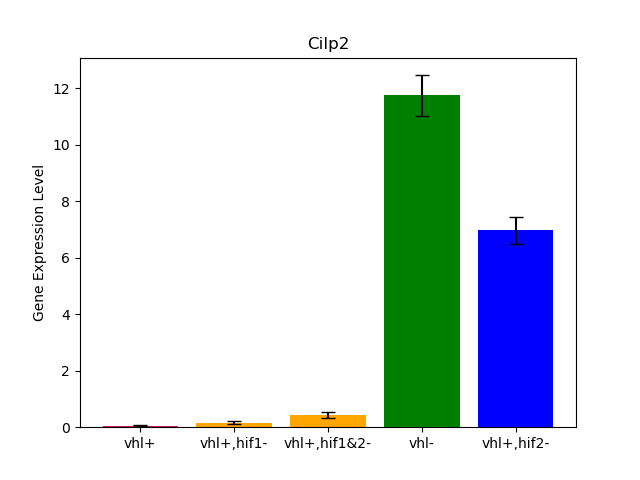 Cilp2
Gene Expression Level
12
10
8
6
4
2
0
vhl+
vhl+,hif1-
vhl+,hif1&2-
vhl-
vhl+,hif2-